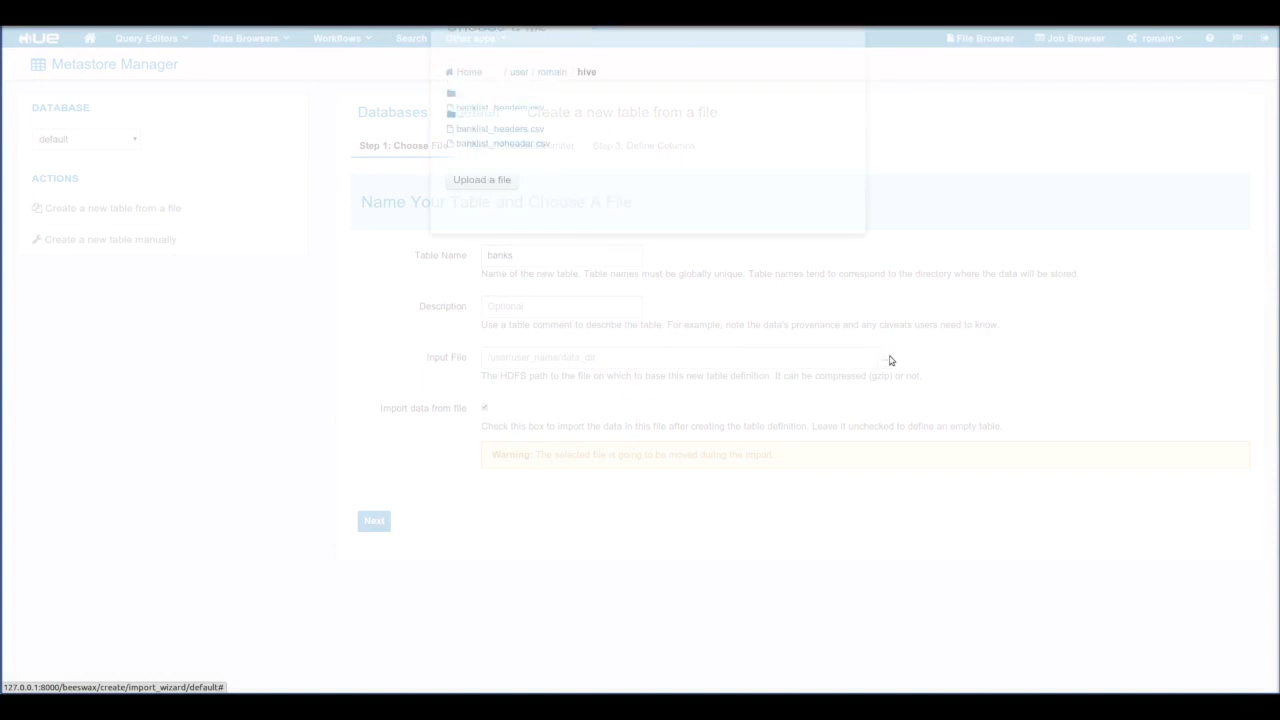 HUE Query Editors Data Browsers Workflows Search Other apps File Browser Job Browser romain
Metastore Manager
Choose a file
Home / user / romain / hive
banklist_headers.csv
banklist_headers.csv
banklist_noheader.csv
Upload a file
DATABASE
default
ACTIONS
Create a new table from a file
Create a new table manually
Databases Create a new table from a file
Step 1: Choose File Delimiter Step 3: Define Columns
Name Your Table and Choose A File
Table Name banks
Name of the new table. Table names must be globally unique. Table names tend to correspond to the directory where the data will be stored.
Description Optional
Use a table comment to describe the table. For example, note the data's provenance and any caveats users need to know.
Input File /user/user_name/data_dir
The HDFS path to the file on which to base this new table definition. It can be compressed (gzip) or not.
Import data from file
Check this box to import the data in this file after creating the table definition. Leave it unchecked to define an empty table.
Warning: The selected file is going to be moved during the import.
Next
127.0.0.1:8000/beeswax/create/import_wizard/default#